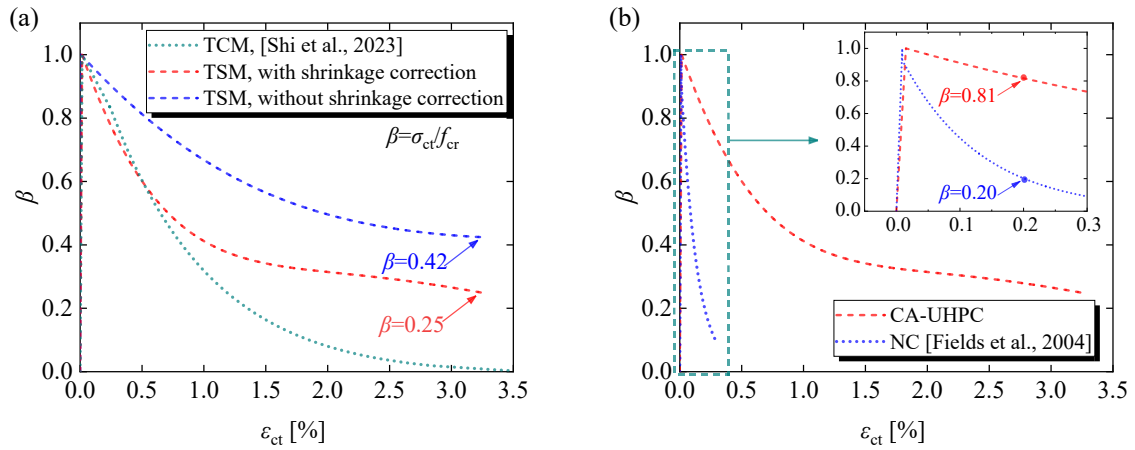 (a)
TCM, [Shi et al., 2023]
TSM, with shrinkage correction
TSM, without shrinkage correction
β=σct/fcr
β=0.42
β=0.25
1.0
0.8
0.6
0.4
0.2
0.0
β
0.0 0.5 1.0 1.5 2.0 2.5 3.0 3.5
εct [%]
(b)
1.0
0.8
0.6
0.4
0.2
0.0
β
0.0 0.5 1.0 1.5 2.0 2.5 3.0 3.5
εct [%]
1.0
0.8
0.6
0.4
0.2
0.0
0.0 0.1 0.2 0.3
β=0.81
β=0.20
CA-UHPC
NC [Fields et al., 2004]